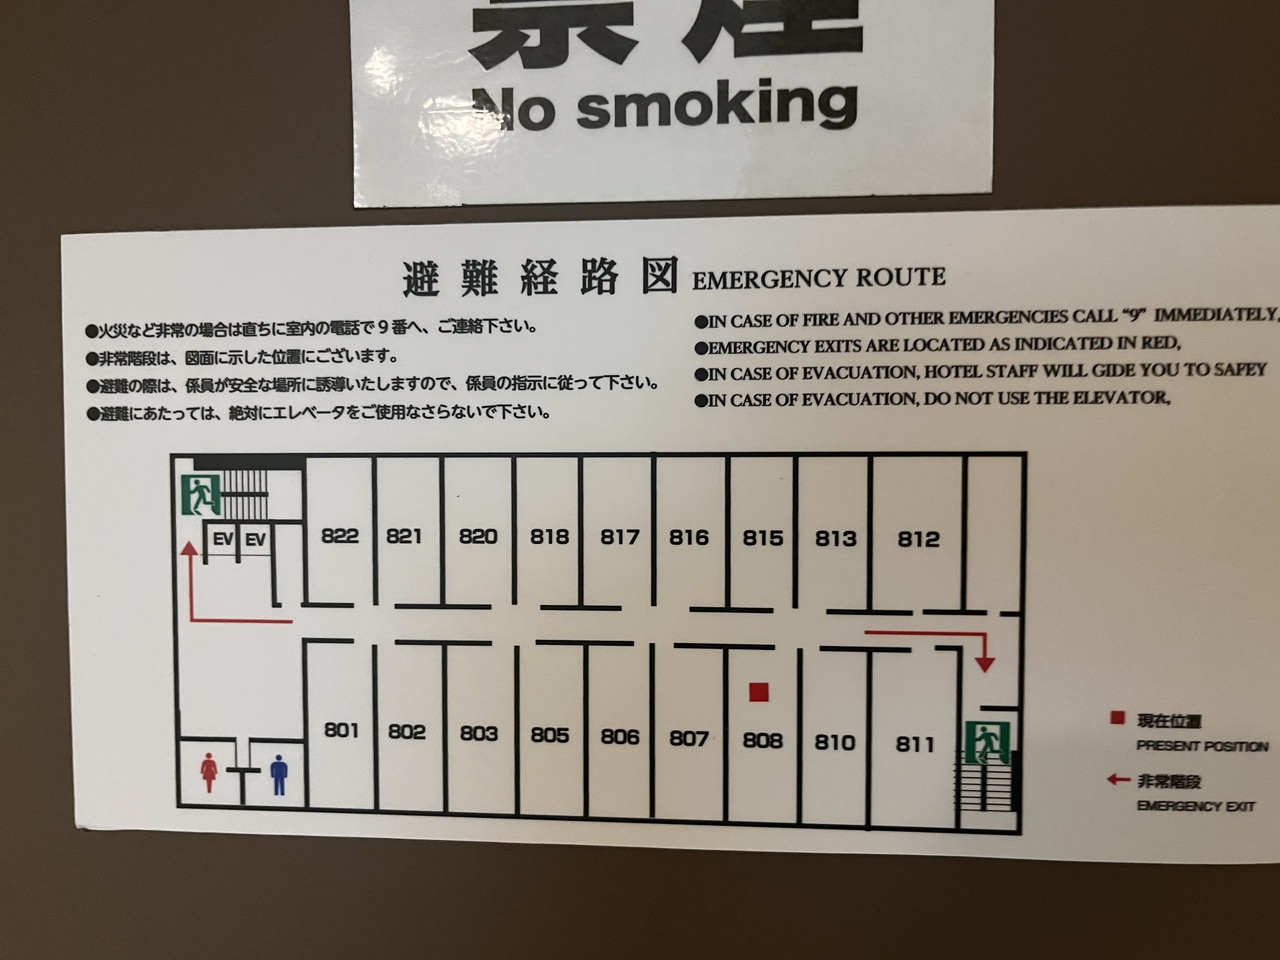 禁煙
No smoking
避難経路図 EMERGENCY ROUTE
●火災など非常の場合は直ちに室内の電話で9番へ、ご連絡下さい。
●非常階段は、図面に示した位置にございます。
●避難の際は、係員が安全な場所に誘導いたしますので、係員の指示に従って下さい。
●避難にあたっては、絶対にエレベータをご使用なさらないで下さい。
●IN CASE OF FIRE AND OTHER EMERGENCIES CALL “9” IMMEDIATELY,
●EMERGENCY EXITS ARE LOCATED AS INDICATED IN RED,
●IN CASE OF EVACUATION, HOTEL STAFF WILL GIDE YOU TO SAFEY
●IN CASE OF EVACUATION, DO NOT USE THE ELEVATOR,
EV EV
822 821 820 818 817 816 815 813 812
801 802 803 805 806 807 808 810 811
現在位置
PRESENT POSITION
非常階段
EMERGENCY EXIT